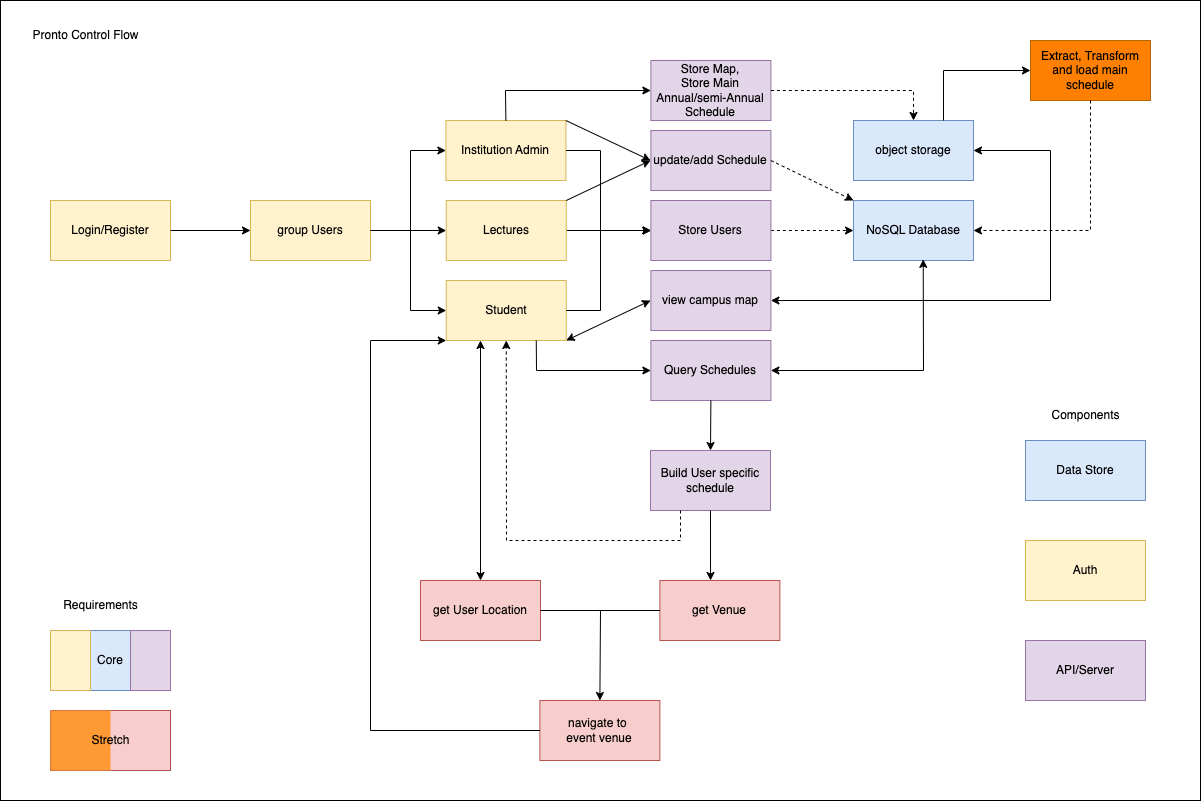 Pronto Control Flow
Extract, Transform
and load main
schedule
Store Map,
Store Main
Annual/semi-Annual
Schedule
Institution Admin
update/add Schedule
object storage
Login/Register
group Users
Lectures
Store Users
NoSQL Database
Student
view campus map
Query Schedules
Components
Build User specific
schedule
Data Store
Auth
Requirements
get User Location
get Venue
Core
API/Server
navigate to
event venue
Stretch